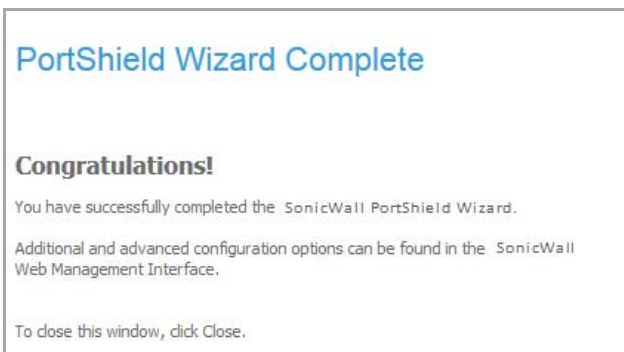 PortShield Wizard Complete
Congratulations!
You have successfully completed the SonicWall PortShield Wizard.
Additional and advanced configuration options can be found in the SonicWall
Web Management Interface.
To close this window, click Close.